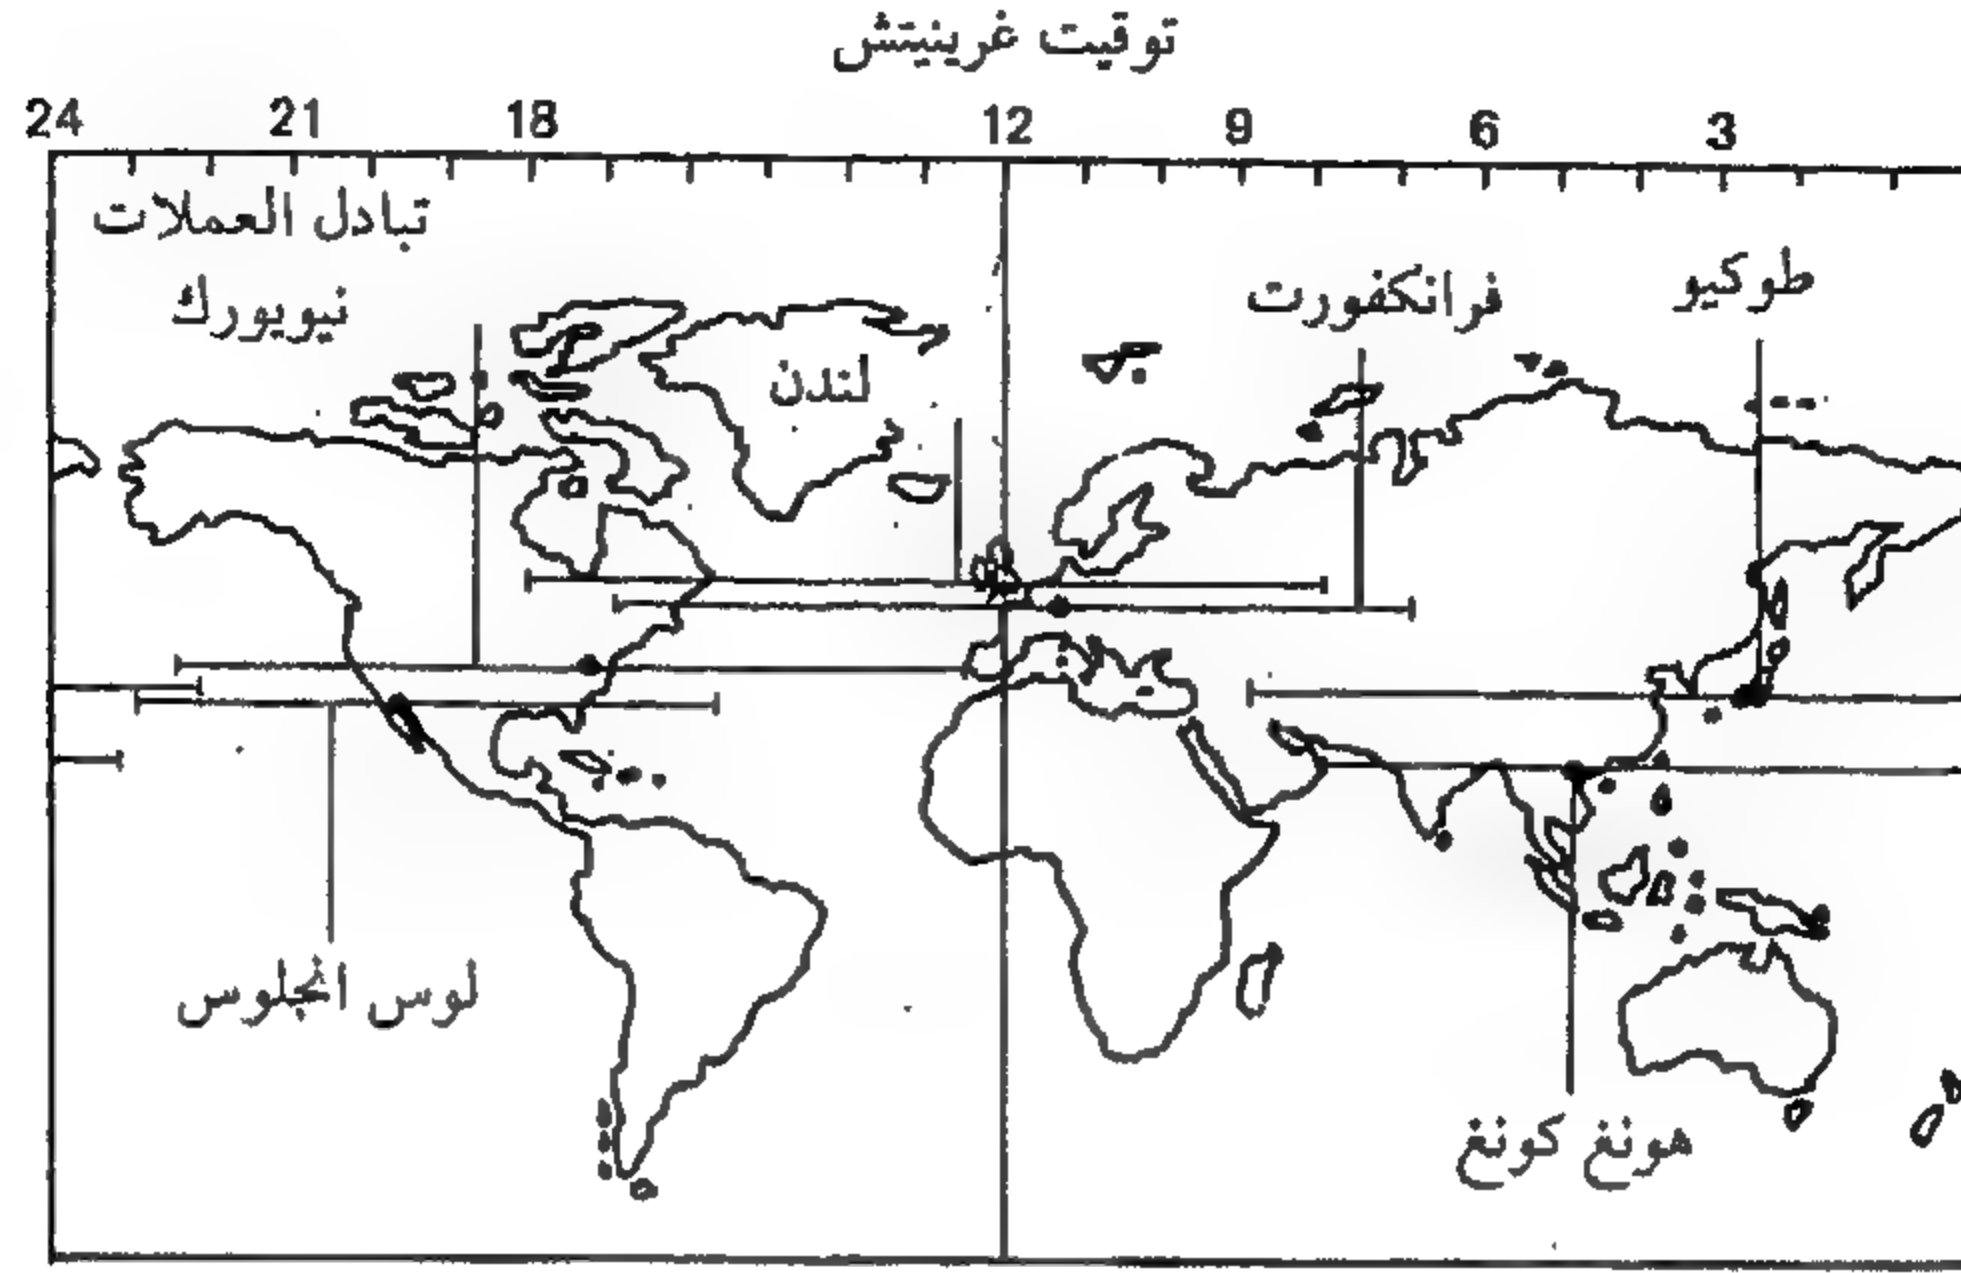 توقيت غرينيتش
24 21 18 12 9 6 3
تبادل العملات
نيويورك
فرانكفورت
طوكيو
لندن
لوس انجلوس
هونغ كونغ